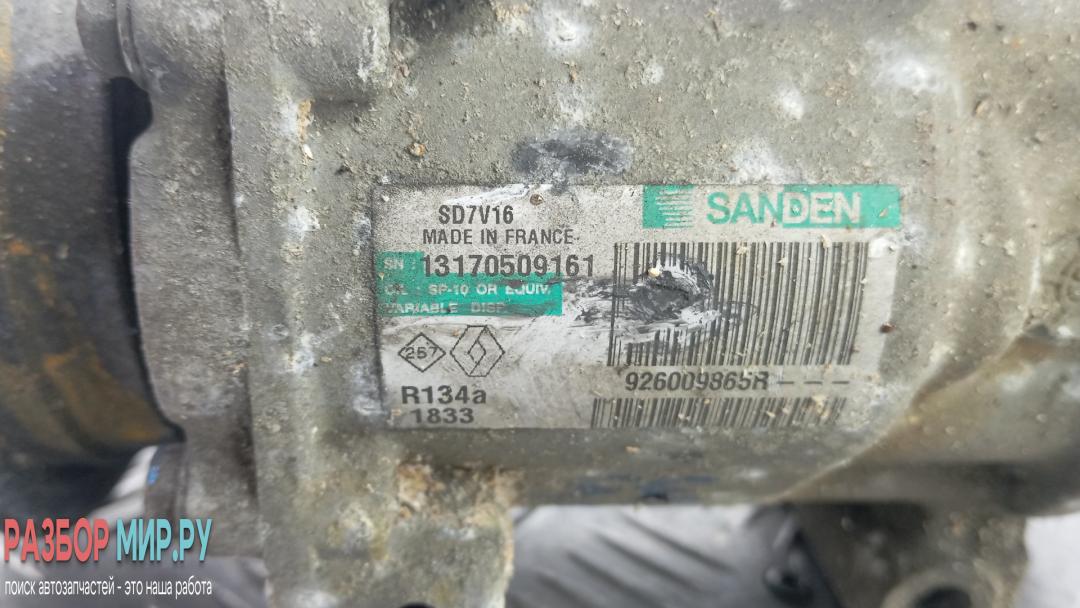 SD7V16
SANDEN
MADE IN FRANCE
SN : 13170509161
OIL : SP-10 OR EQUIV.
VARIABLE DISP.
257
926009865R---
R134a
1833
РАЗБОР МИР.РУ
поиск автозапчастей - это наша работа